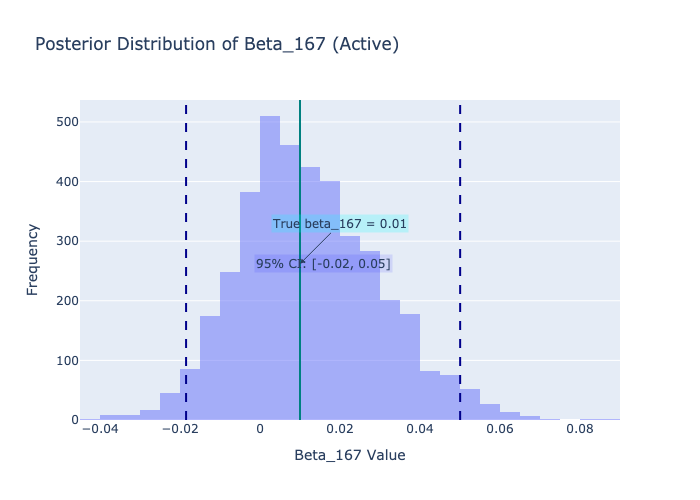 Posterior Distribution of Beta_167 (Active)
Frequency
500
400
300
200
100
0
True beta_167 = 0.01
95% CI: [-0.02, 0.05]
−0.04
−0.02
0
0.02
0.04
0.06
0.08
Beta_167 Value